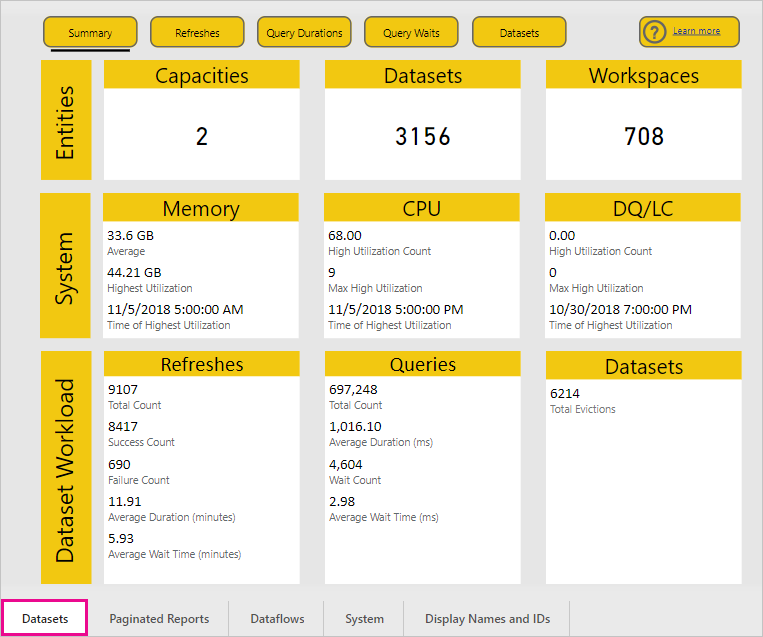 Summary
Refreshes
Query Durations
Query Waits
Datasets
? Learn more
Entities
Capacities
2
Datasets
3156
Workspaces
708
System
Memory
33.6 GB
Average
44.21 GB
Highest Utilization
11/5/2018 5:00:00 AM
Time of Highest Utilization
CPU
68.00
High Utilization Count
9
Max High Utilization
11/5/2018 5:00:00 PM
Time of Highest Utilization
DQ/LC
0.00
High Utilization Count
0
Max High Utilization
10/30/2018 7:00:00 PM
Time of Highest Utilization
Dataset Workload
Refreshes
9107
Total Count
8417
Success Count
690
Failure Count
11.91
Average Duration (minutes)
5.93
Average Wait Time (minutes)
Queries
697,248
Total Count
1,016.10
Average Duration (ms)
4,604
Wait Count
2.98
Average Wait Time (ms)
Datasets
6214
Total Evictions
Datasets
Paginated Reports
Dataflows
System
Display Names and IDs